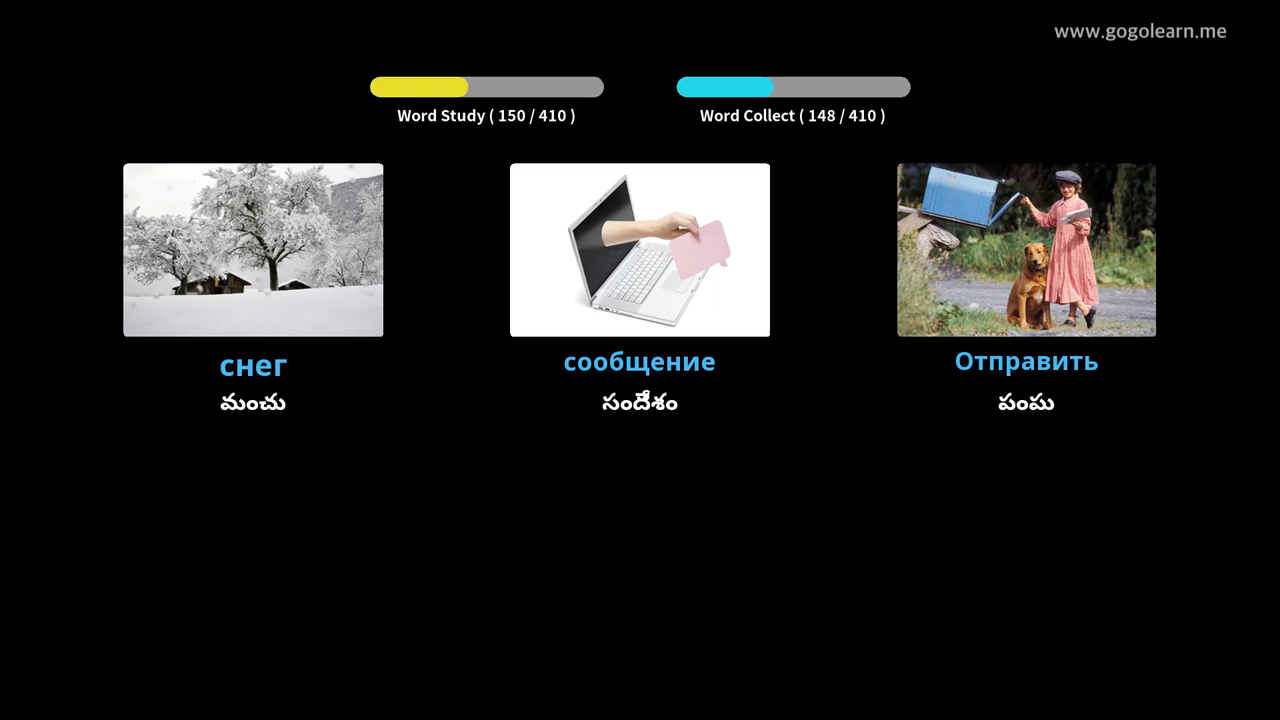 www.gogolearn.me
Word Study ( 150 / 410 )
Word Collect ( 148 / 410 )
снег
сообщение
Отправить
మంచు
సందేశం
పంపు